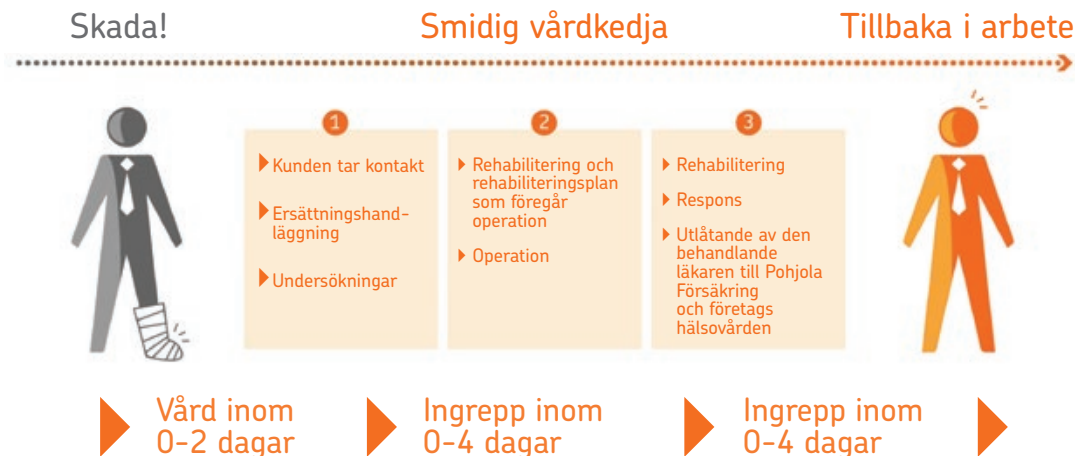 Skada!
Smidig vårdkedja
Tillbaka i arbete
1
Kunden tar kontakt
Ersättningshand-
läggning
Undersökningar
2
Rehabilitering och
rehabiliteringsplan
som föregår
operation
Operation
3
Rehabilitering
Respons
Utlåtande av den
behandlande
läkaren till Pohjola
Försäkring
och företags
hälsovården
Vård inom
0-2 dagar
Ingrepp inom
0-4 dagar
Ingrepp inom
0-4 dagar